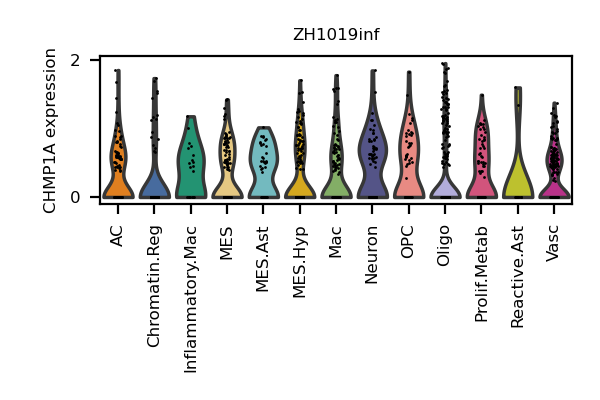 ZH1019inf
CHMP1A expression
2
0
AC
Chromatin.Reg
Inflammatory.Mac
MES
MES.Ast
MES.Hyp
Mac
Neuron
OPC
Oligo
Prolif.Metab
Reactive.Ast
Vasc